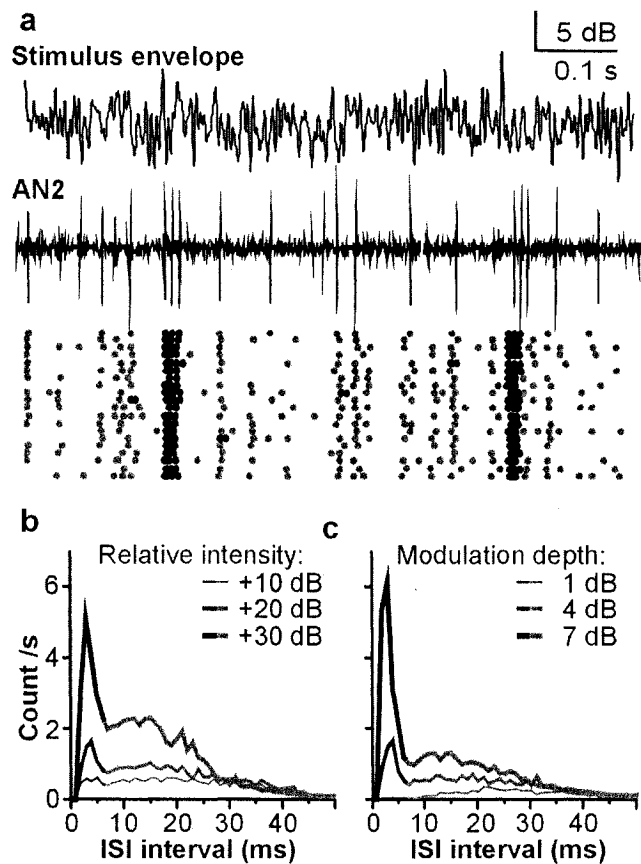 a
5 dB
Stimulus envelope
0.1 s
AN2
b
Relative intensity:
+10 dB
+20 dB
+30 dB
c
Modulation depth:
1 dB
4 dB
7 dB
Count /s
6
4
2
0
0 10 20 30 40
ISI interval (ms)
0 10 20 30 40 50
ISI interval (ms)